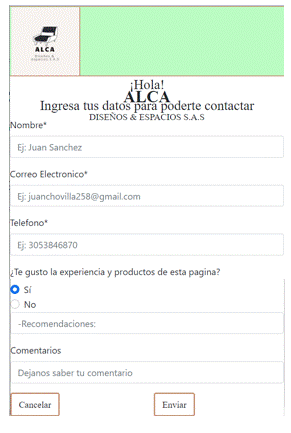 ALCA
Diseños &
espacios S.A.S
¡Hola!
ALCA
Ingresa tus datos para poderte contactar
DISEÑOS & ESPACIOS S.A.S
Nombre*
Ej: Juan Sanchez
Correo Electronico*
Ej: juanchovilla258@gmail.com
Telefono*
Ej: 3053846870
¿Te gusto la experiencia y productos de esta pagina?
Sí
No
-Recomendaciones:
Comentarios
Dejanos saber tu comentario
Cancelar Enviar